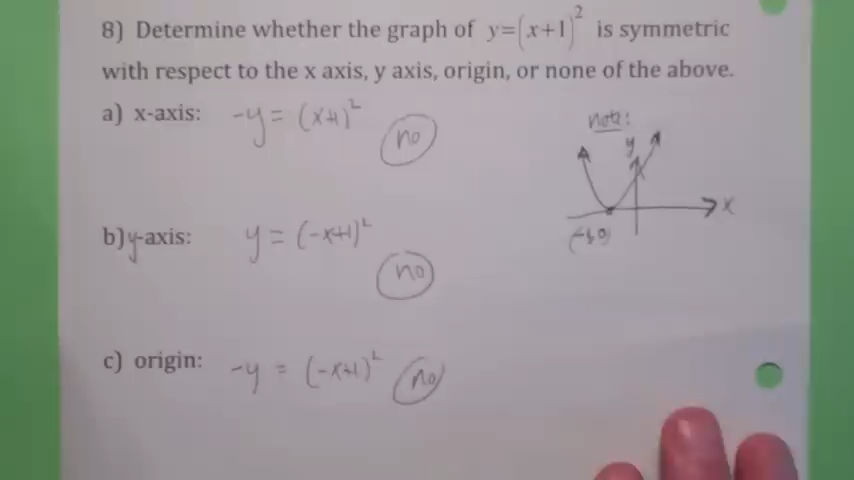 8) Determine whether the graph of y=(x+1)² is symmetric
with respect to the x axis, y axis, origin, or none of the above.
a) x-axis: -y = (x+1)² no
note:
y
x
(-1,0)
b) y-axis: y = (-x+1)² no
c) origin: -y = (-x+1)² no